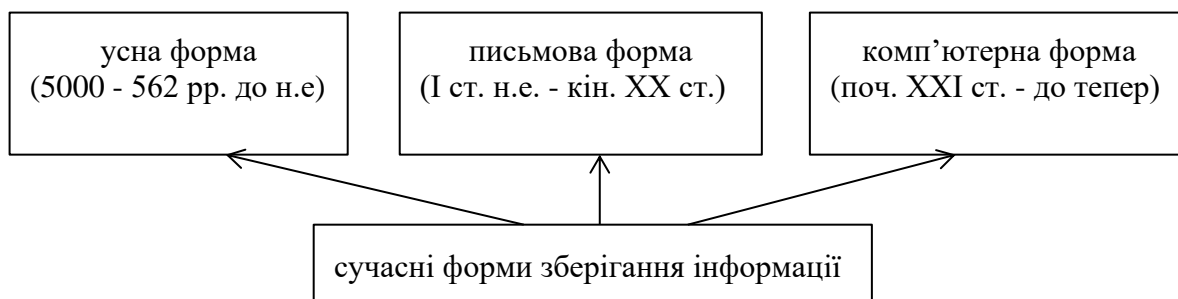 усна форма
(5000 - 562 рр. до н.е)
письмова форма
(І ст. н.е. - кін. ХХ ст.)
комп’ютерна форма
(поч. ХХІ ст. - до тепер)
сучасні форми зберігання інформації